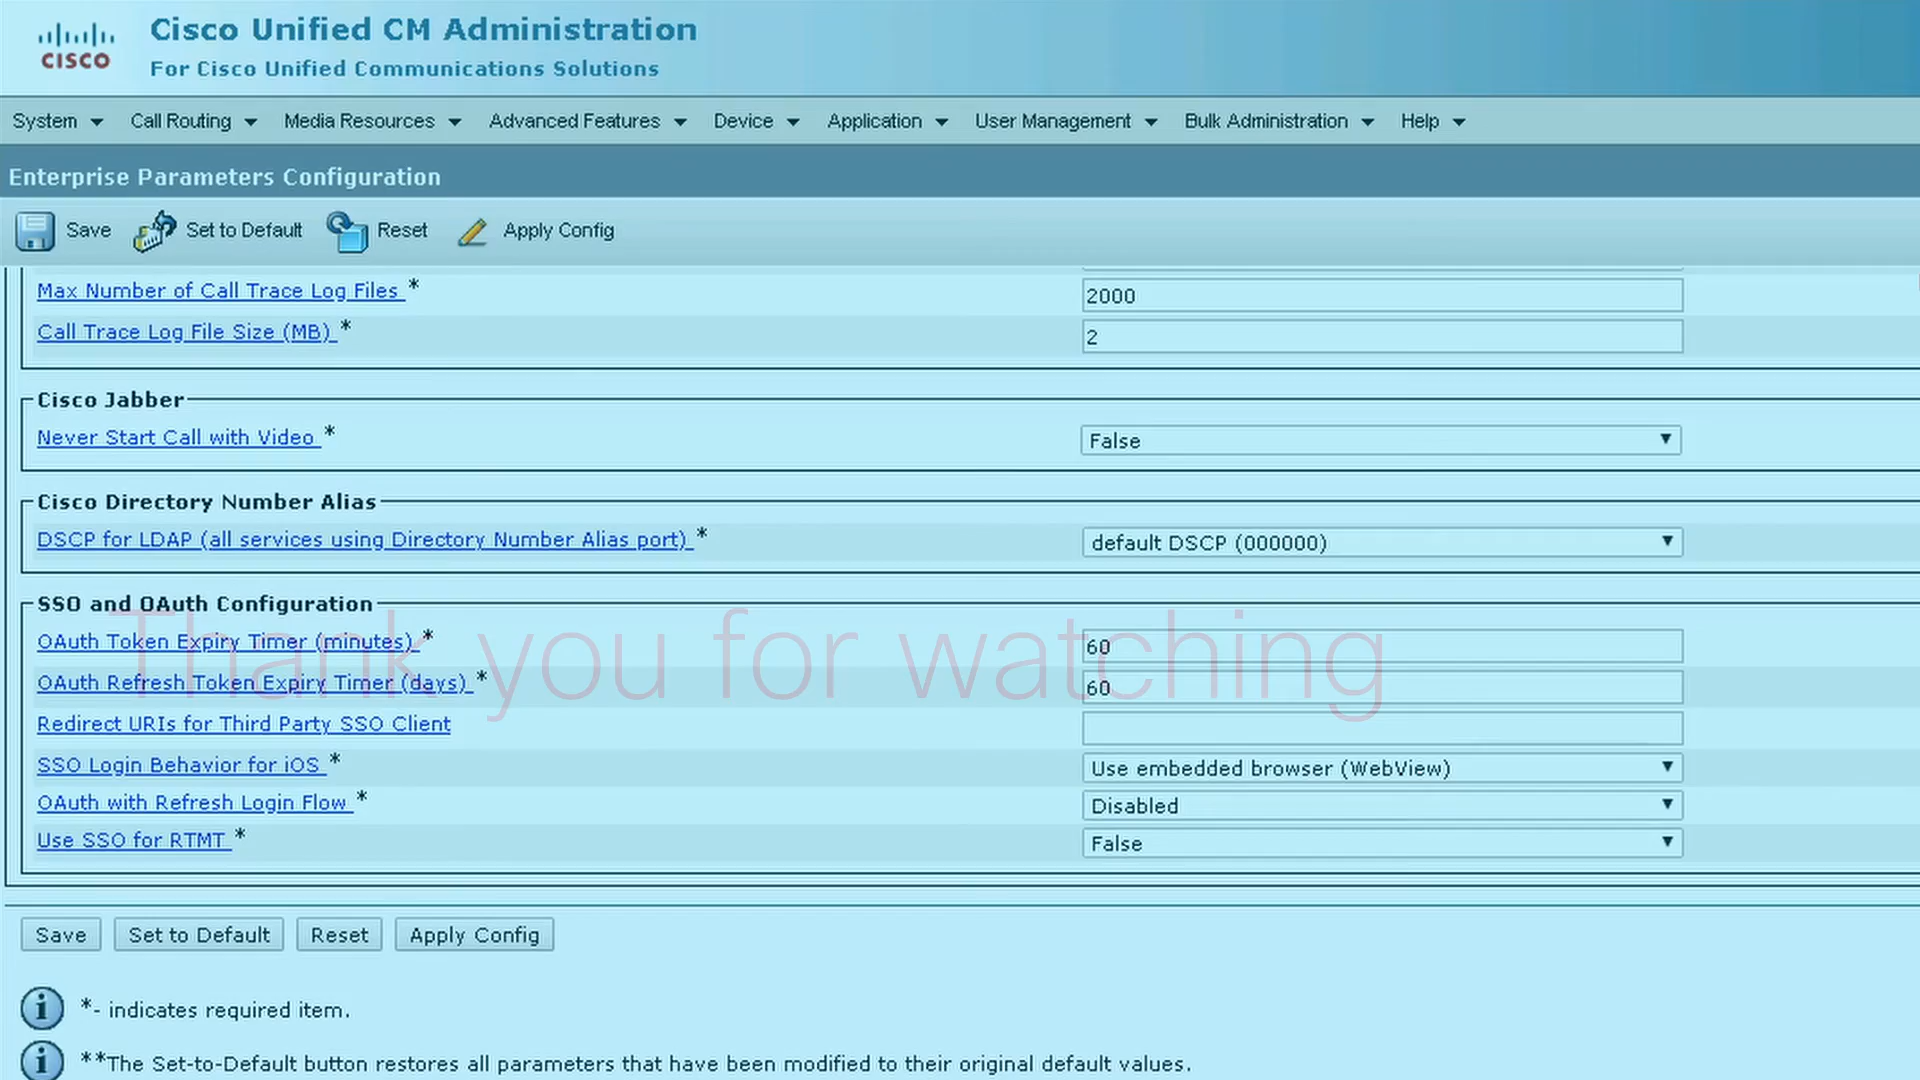 CISCO
Cisco Unified CM Administration
For Cisco Unified Communications Solutions
System Call Routing Media Resources Advanced Features Device Application User Management Bulk Administration Help
Enterprise Parameters Configuration
Save Set to Default Reset Apply Config
Max Number of Call Trace Log Files * 2000
Call Trace Log File Size (MB) * 2
Cisco Jabber
Never Start Call with Video * False
Cisco Directory Number Alias
DSCP for LDAP (all services using Directory Number Alias port) * default DSCP (000000)
SSO and OAuth Configuration
OAuth Token Expiry Timer (minutes) * 60
Thank you for watching
OAuth Refresh Token Expiry Timer (days) * 60
Redirect URIs for Third Party SSO Client
SSO Login Behavior for iOS * Use embedded browser (WebView)
OAuth with Refresh Login Flow * Disabled
Use SSO for RTMT * False
Save Set to Default Reset Apply Config
*- indicates required item.
**The Set-to-Default button restores all parameters that have been modified to their original default values.